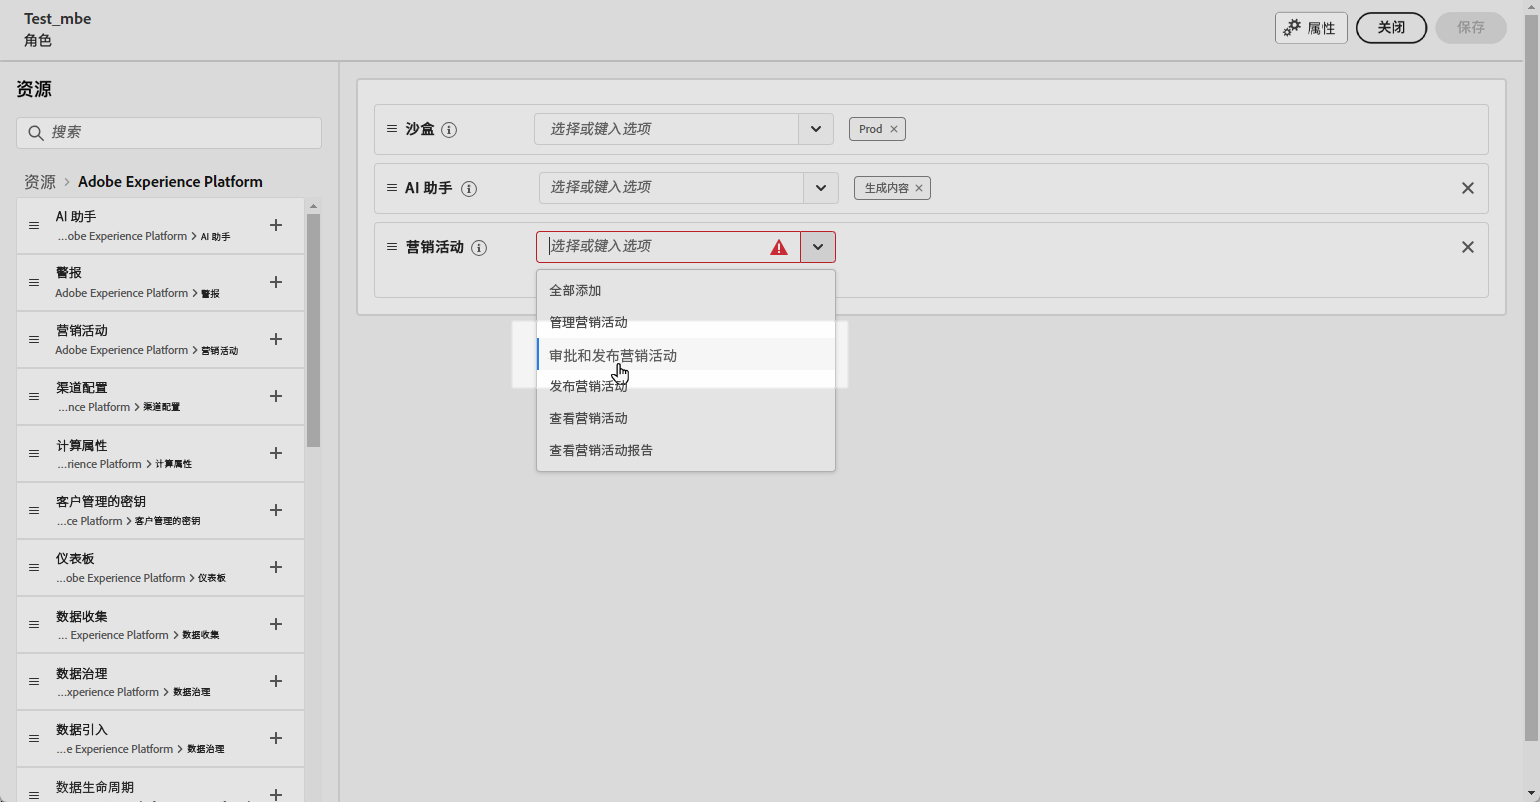 Test_mbe
角色
属性
关闭
保存
资源
搜索
资源 > Adobe Experience Platform
AI 助手
...obe Experience Platform > AI 助手
警报
Adobe Experience Platform > 警报
营销活动
Adobe Experience Platform > 营销活动
渠道配置
...nce Platform > 渠道配置
计算属性
...rience Platform > 计算属性
客户管理的密钥
...ce Platform > 客户管理的密钥
仪表板
...obe Experience Platform > 仪表板
数据收集
... Experience Platform > 数据收集
数据治理
...xperience Platform > 数据治理
数据引入
...e Experience Platform > 数据治理
数据生命周期
沙盒
选择或键入选项
Prod
AI 助手
选择或键入选项
生成内容
营销活动
选择或键入选项
全部添加
管理营销活动
审批和发布营销活动
发布营销活动
查看营销活动
查看营销活动报告